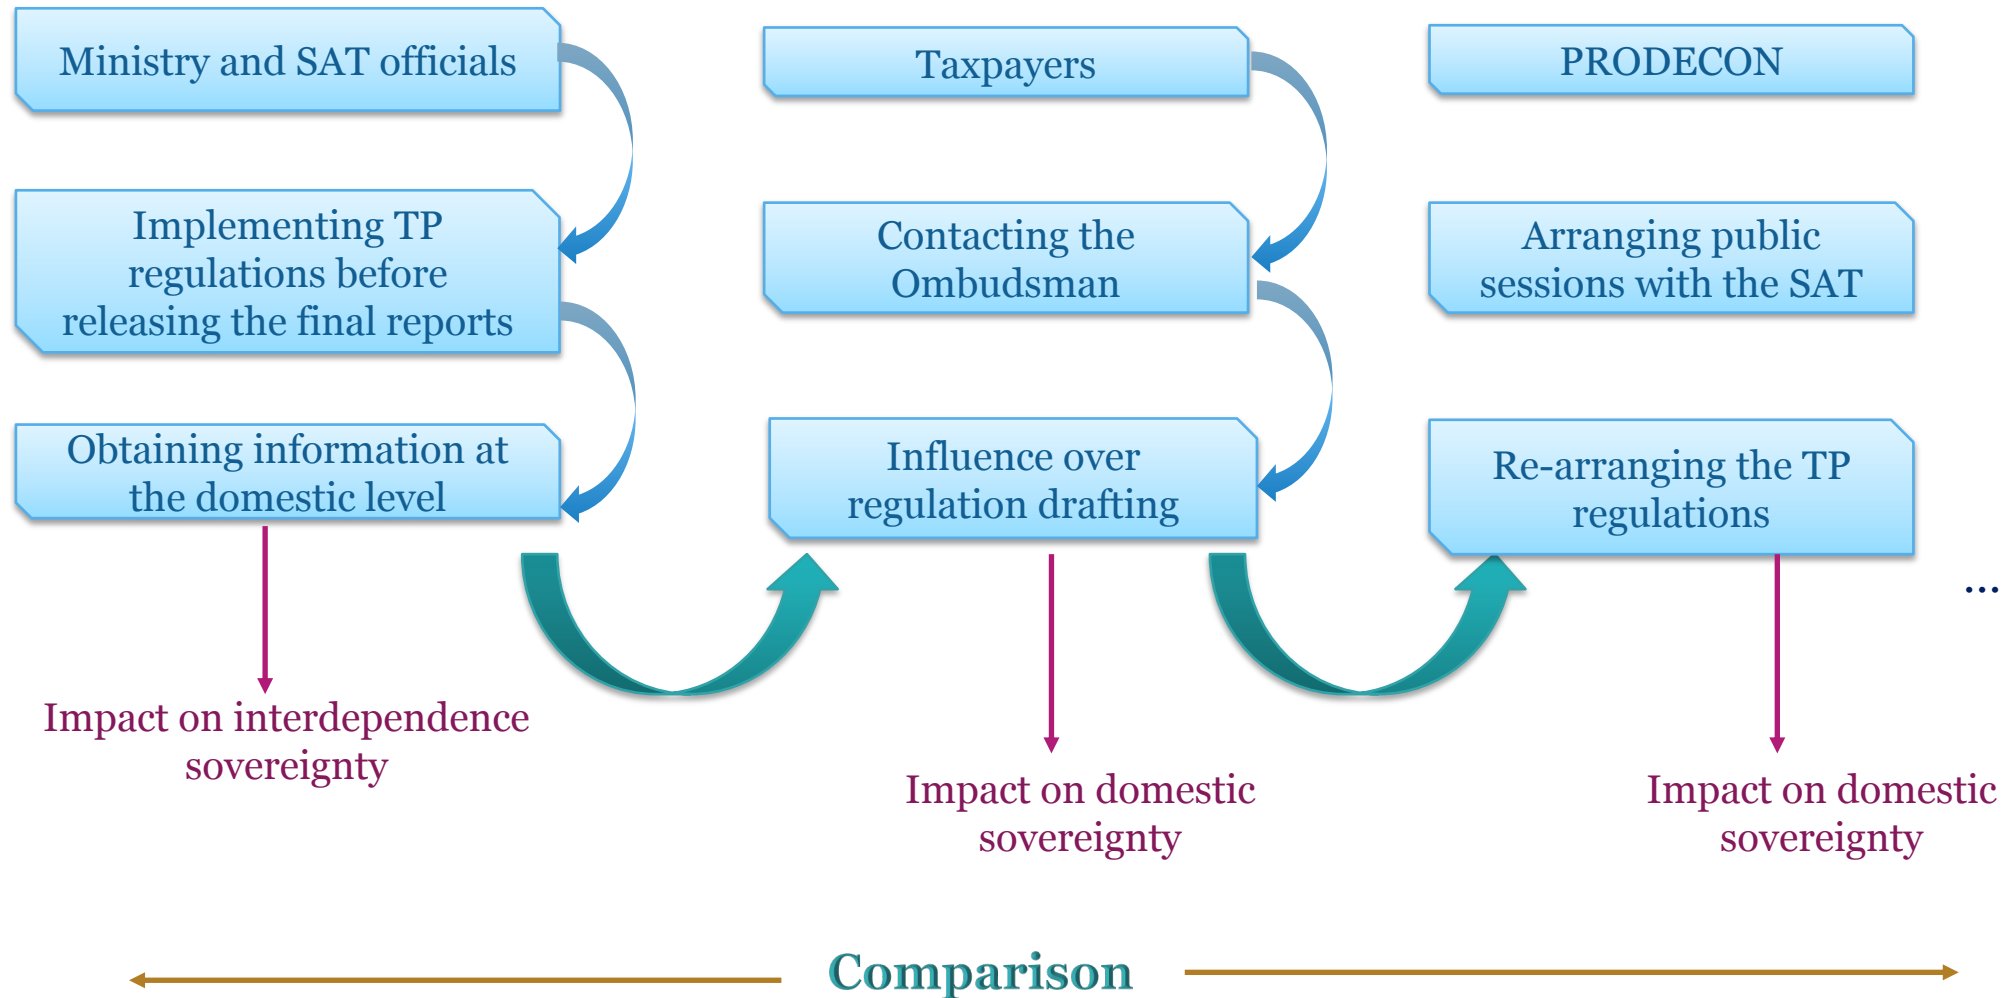 Ministry and SAT officials
Implementing TP
regulations before
releasing the final reports
Obtaining information at
the domestic level
Impact on interdependence
sovereignty
Taxpayers
Contacting the
Ombudsman
Influence over
regulation drafting
Impact on domestic
sovereignty
PRODECON
Arranging public
sessions with the SAT
Re-arranging the TP
regulations
Impact on domestic
sovereignty
...
Comparison